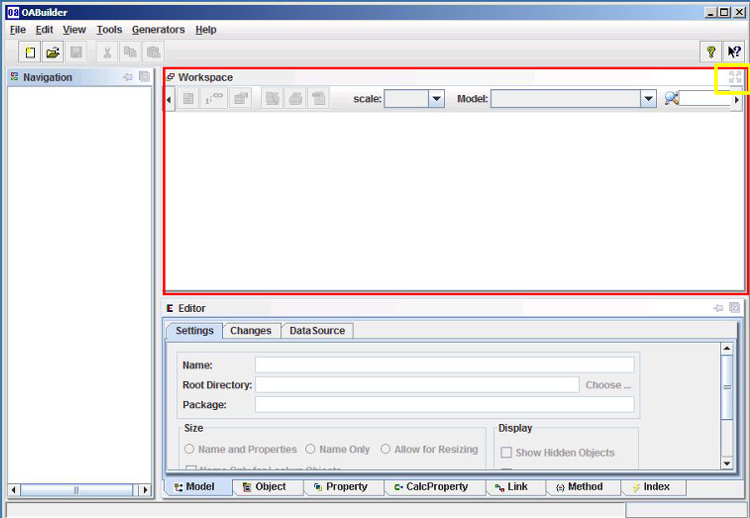 OABuilder
File Edit View Tools Generators Help
Navigation
Workspace
scale: Model:
Editor
Settings Changes DataSource
Name:
Root Directory: Choose ...
Package:
Size Display
Name and Properties Name Only Allow for Resizing Show Hidden Objects
Name Only for Lookup Objects
Model Object Property CalcProperty Link Method Index